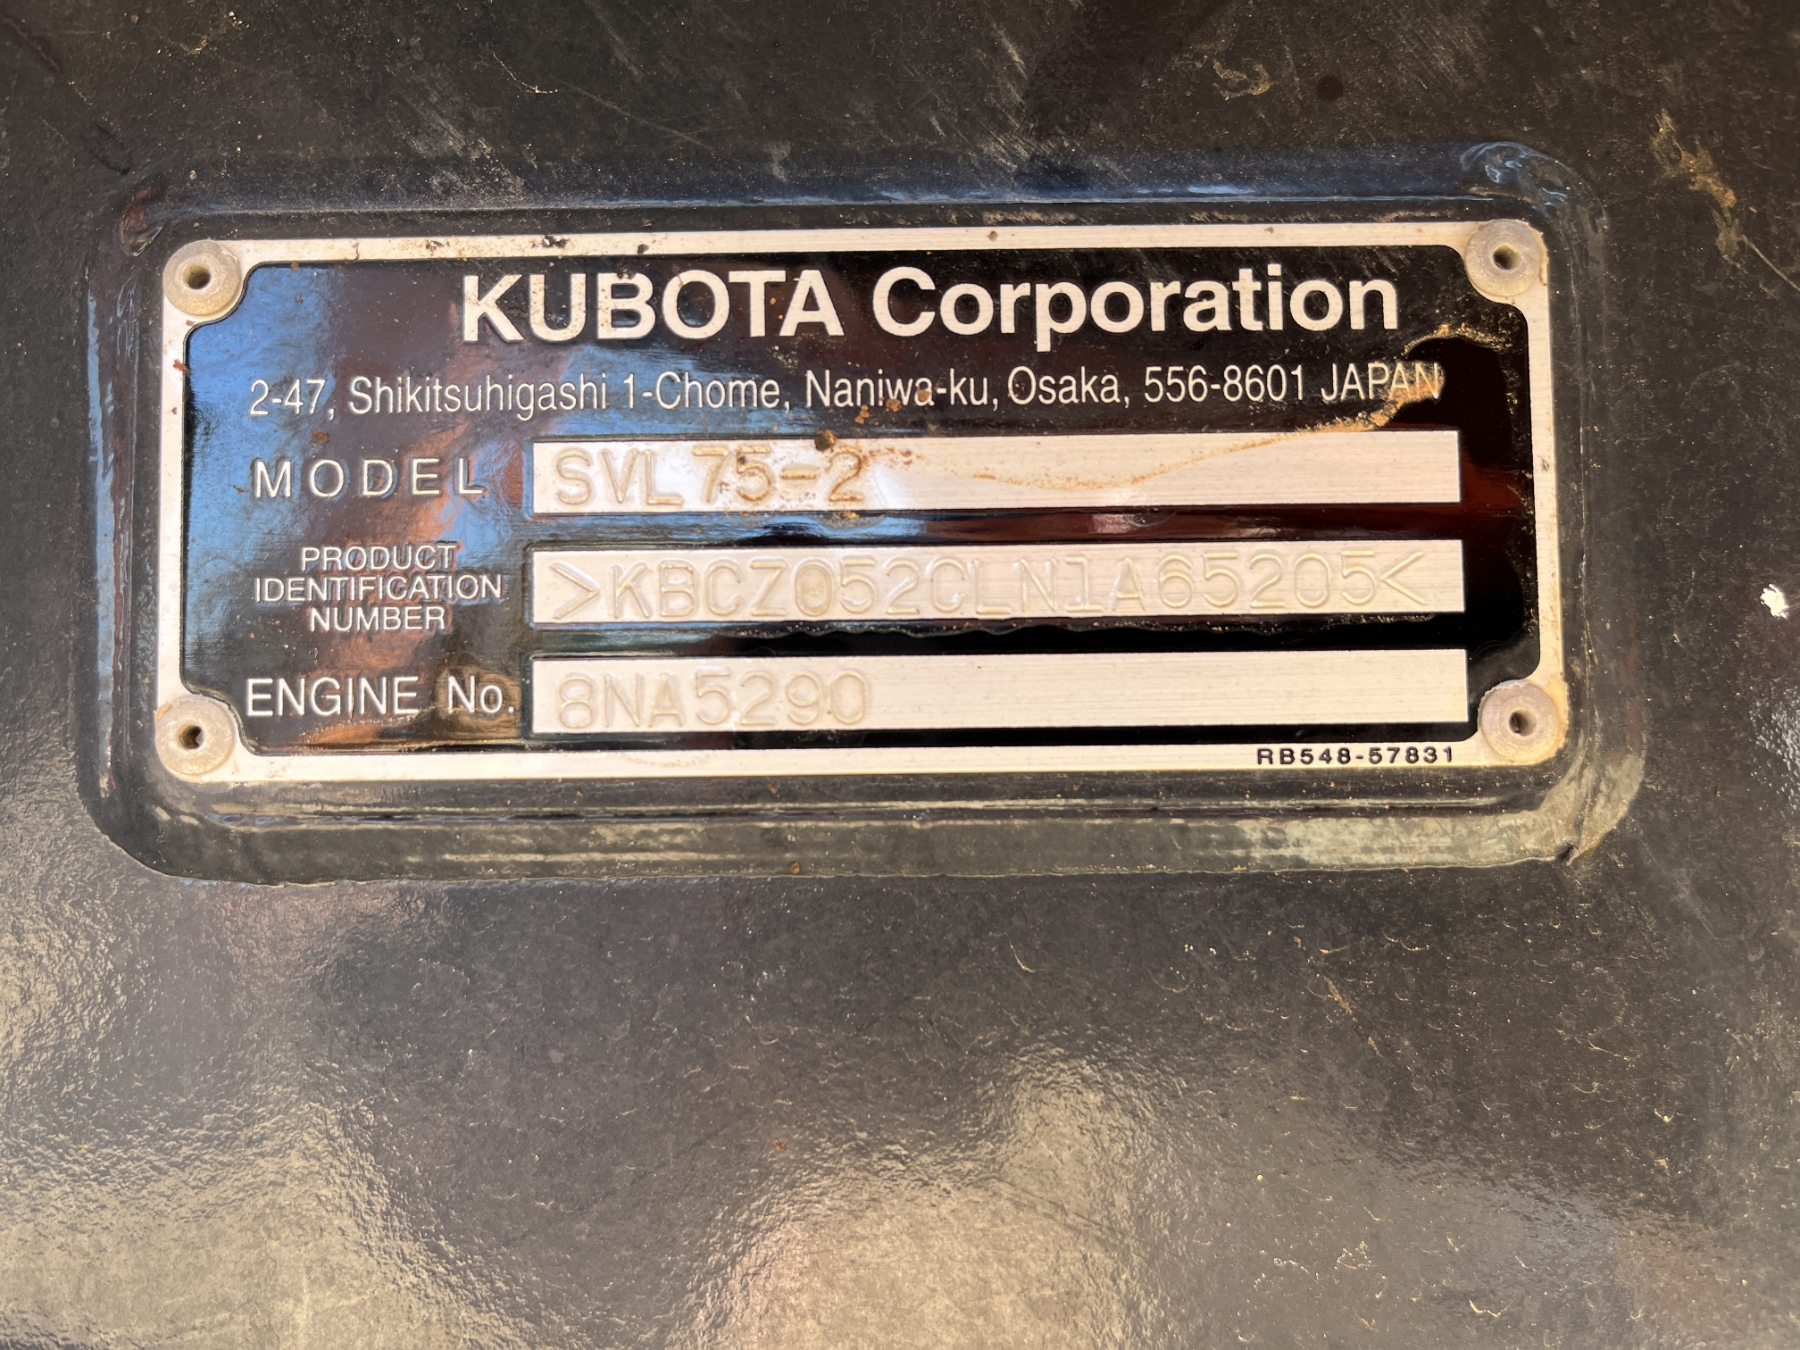 KUBOTA Corporation
2-47, Shikitsuhigashi 1-Chome, Naniwa-ku, Osaka, 556-8601 JAPAN
MODEL SVL75-2
PRODUCT
IDENTIFICATION
NUMBER
>KBCZ052CLN1A65205<
ENGINE No. 8NA5290
RB548-57831